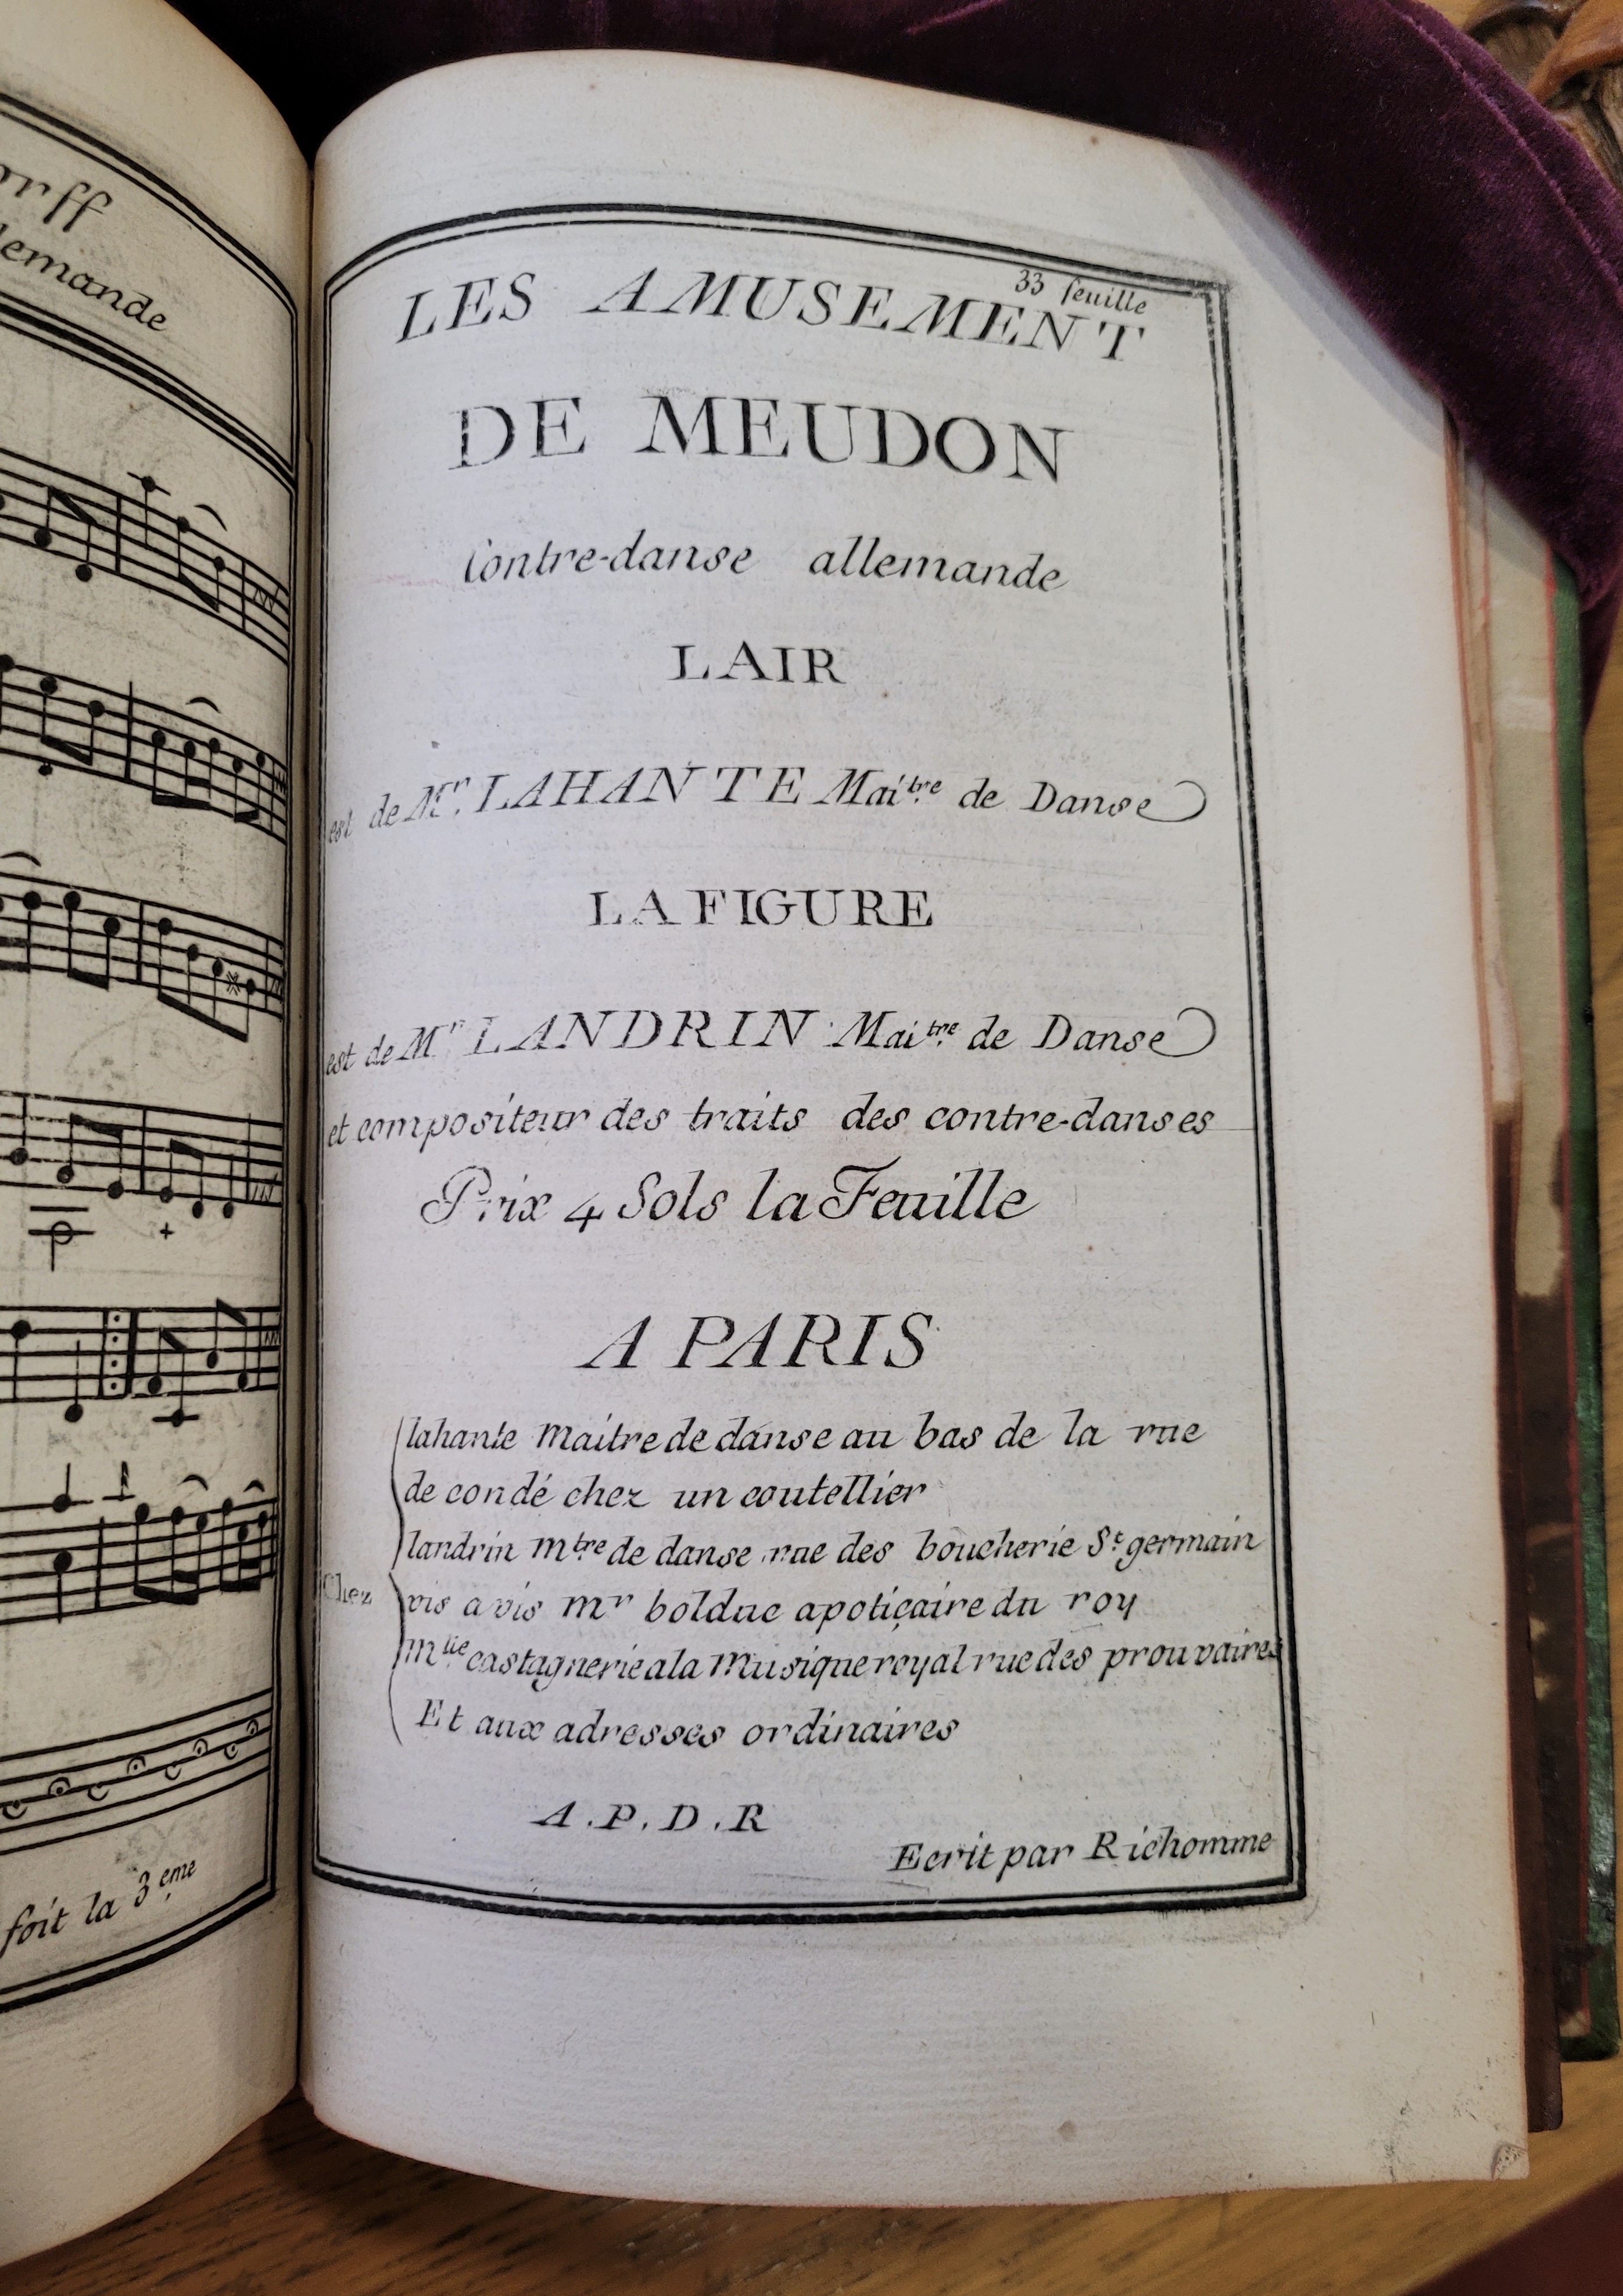 lemande
foit la 3 eme
33 feuille
LES AMUSEMENT
DE MEUDON
Contre-danse allemande
LAIR
est de Mr. LAHANTE Maitre de Danse
LA FIGURE
est de Mr LANDRIN Maitre de Danse
et compositeur des traits des contre-danses
Prix 4 Sols la Feuille
A PARIS
lahante maitre de danse au bas de la rue
de condé chez un coutellier
landrin mtre de danse rue des boucherie St germain
Chez
vis a vis mr bolduc apoticaire du roy
mlle castagnerie a la musique royal rue des prouvaires
Et aux adresses ordinaires
A.P.D.R
Ecrit par Richomme